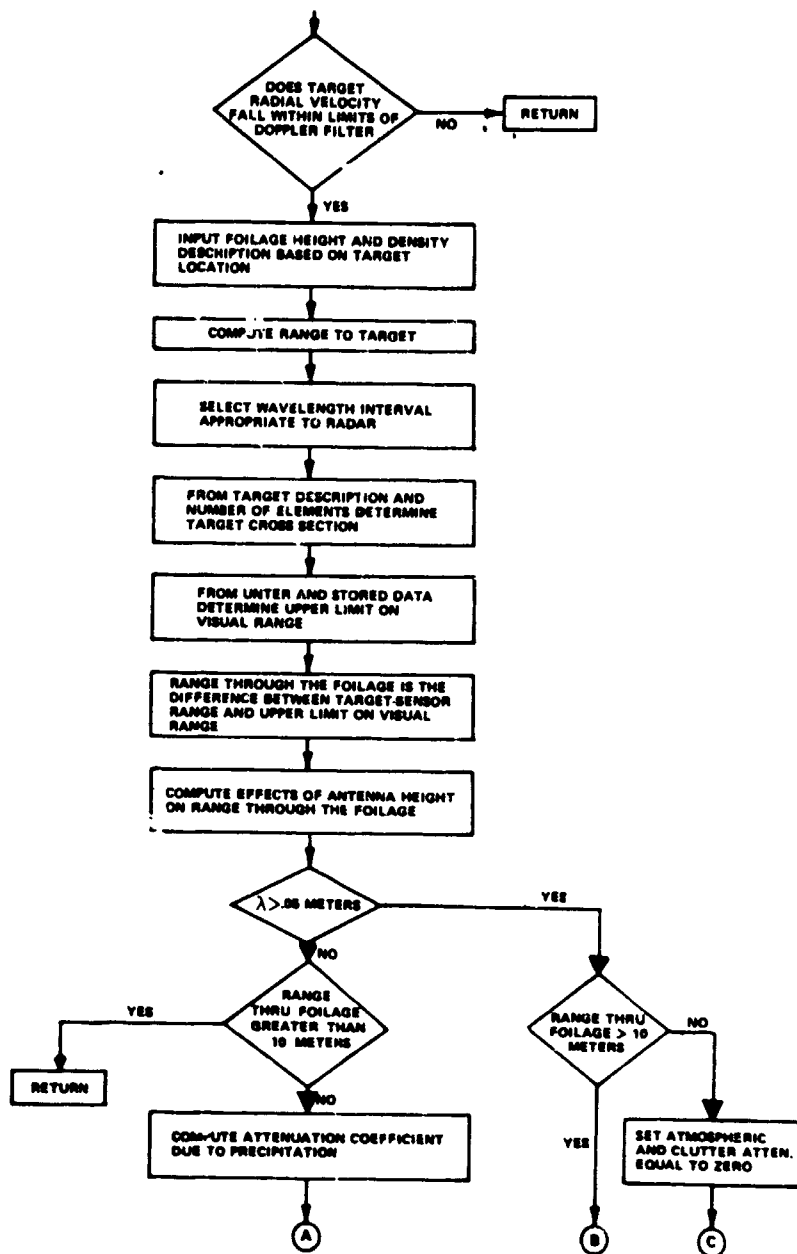 DOES TARGET
RADIAL VELOCITY
FALL WITHIN LIMITS OF
DOPPLER FILTER
NO
RETURN
YES
INPUT FOILAGE HEIGHT AND DENSITY
DESCRIPTION BASED ON TARGET
LOCATION
COMPUTE RANGE TO TARGET
SELECT WAVELENGTH INTERVAL
APPROPRIATE TO RADAR
FROM TARGET DESCRIPTION AND
NUMBER OF ELEMENTS DETERMINE
TARGET CROSS SECTION
FROM UNTER AND STORED DATA
DETERMINE UPPER LIMIT ON
VISUAL RANGE
RANGE THROUGH THE FOILAGE IS THE
DIFFERENCE BETWEEN TARGET-SENSOR
RANGE AND UPPER LIMIT ON VISUAL
RANGE
COMPUTE EFFECTS OF ANTENNA HEIGHT
ON RANGE THROUGH THE FOILAGE
λ > .05 METERS
YES
NO
RANGE
THRU FOILAGE
GREATER THAN
10 METERS
YES
RETURN
NO
RANGE THRU
FOILAGE > 10
METERS
NO
YES
COMPUTE ATTENUATION COEFFICIENT
DUE TO PRECIPITATION
SET ATMOSPHERIC
AND CLUTTER ATTEN.
EQUAL TO ZERO
A
B
C